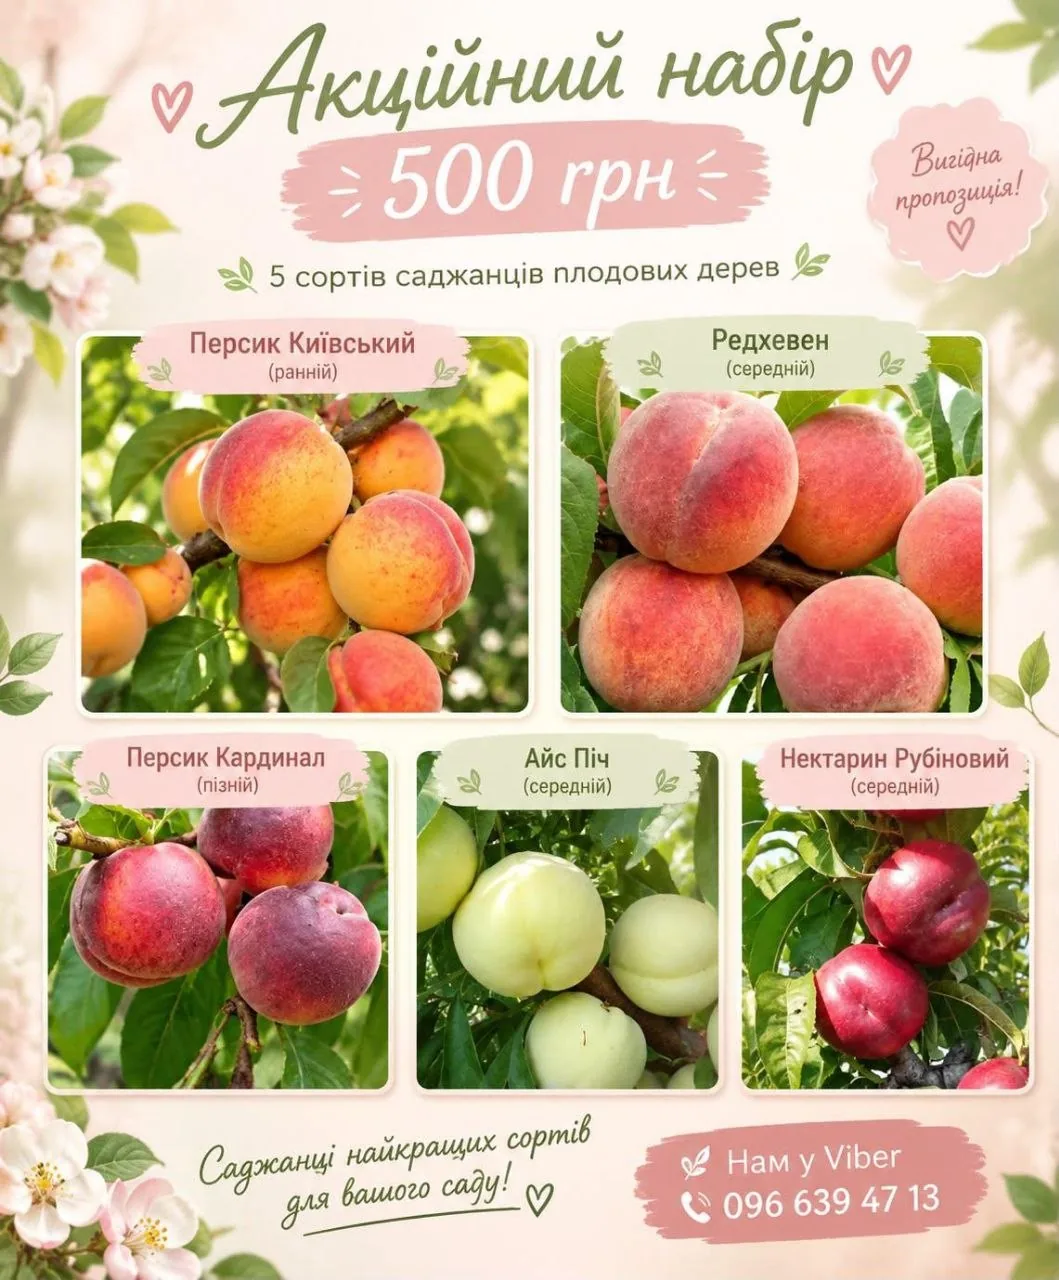 Акційний набір
500 грн
Вигідна
пропозиція!
5 сортів саджанців плодових дерев
Персик Київський
(ранній)
Редхевен
(середній)
Персик Кардинал
(пізній)
Айс Піч
(середній)
Нектарин Рубіновий
(середній)
Саджанці найкращих сортів
для вашого саду!
Нам у Viber
096 639 47 13